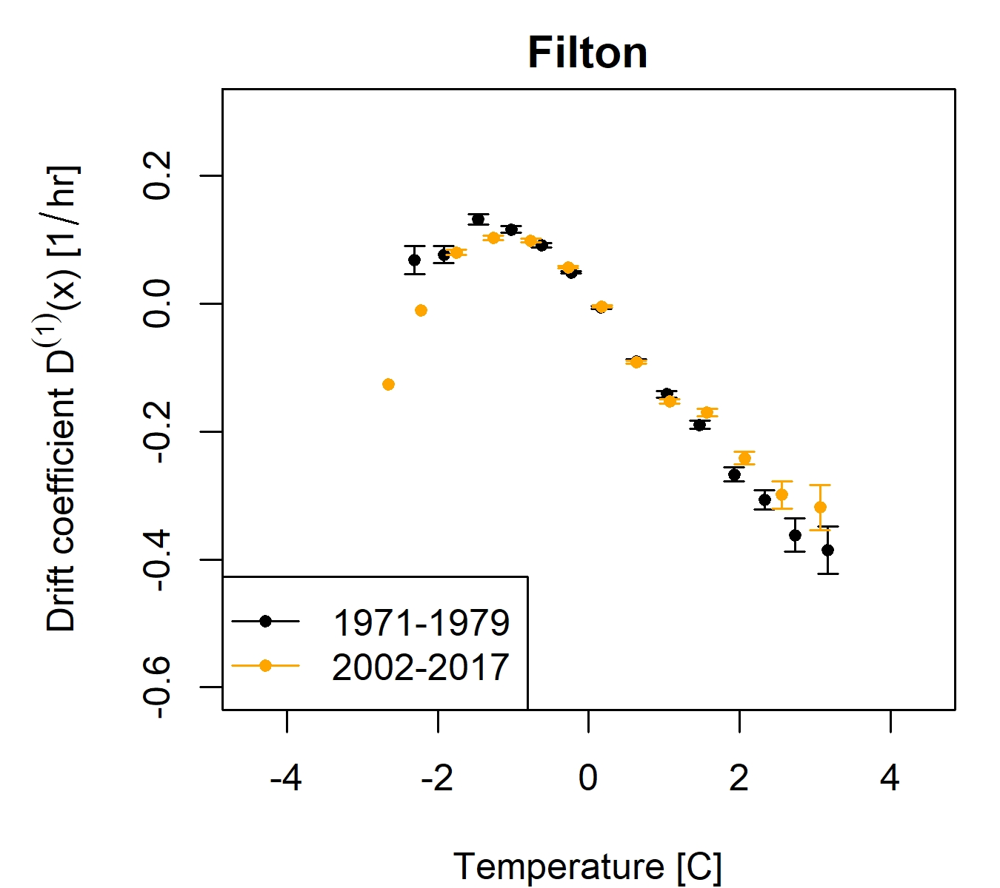 Filton
Drift coefficient D⁽¹⁾(x) [1/hr]
0.2
0.0
-0.2
-0.4
-0.6
1971-1979
2002-2017
-4 -2 0 2 4
Temperature [C]